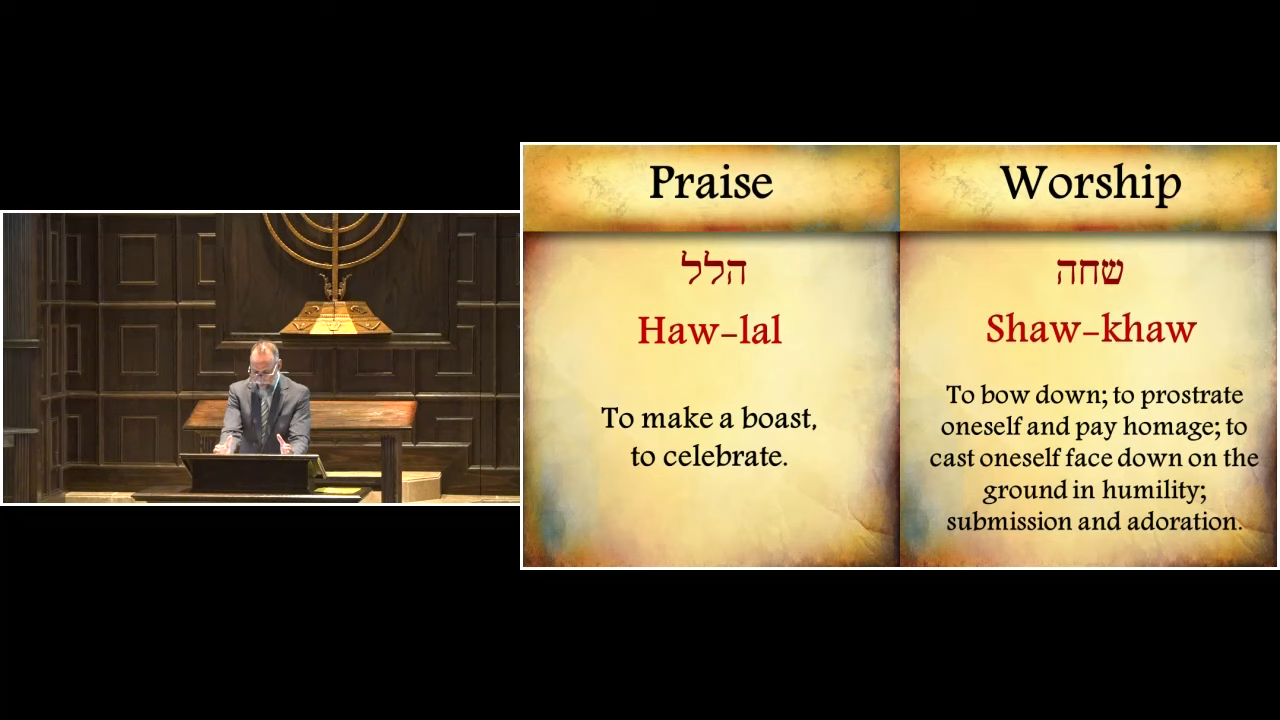 Praise
הלל
Haw-lal
To make a boast,
to celebrate.
Worship
שחה
Shaw-khaw
To bow down; to prostrate
oneself and pay homage; to
cast oneself face down on the
ground in humility;
submission and adoration.